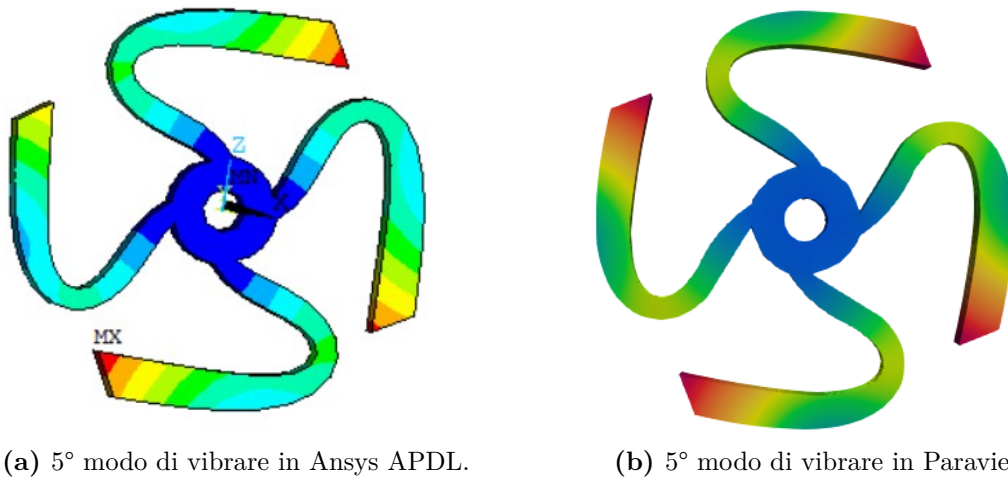 Z
MN
X
MX
(a) 5° modo di vibrare in Ansys APDL.
(b) 5° modo di vibrare in Paravie